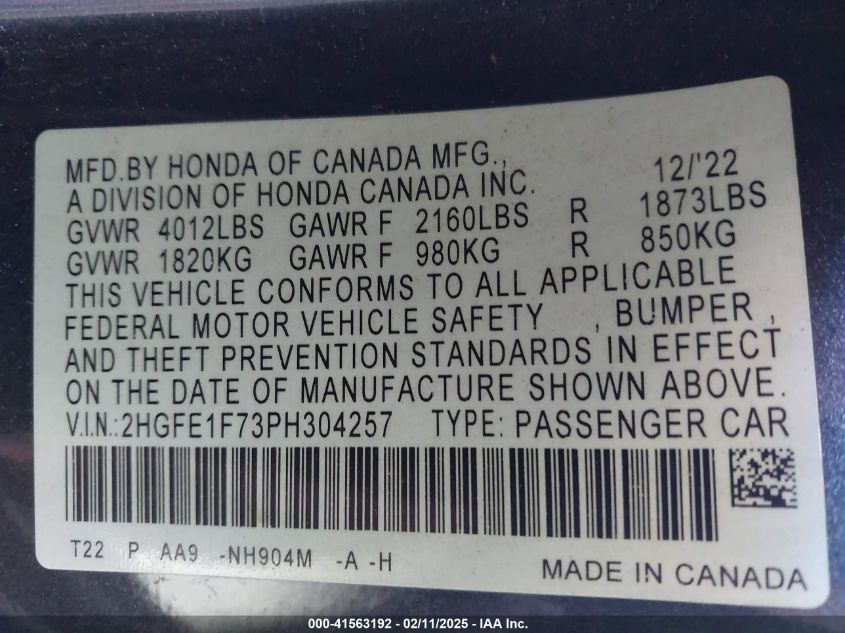 MFD.BY HONDA OF CANADA MFG., 12/'22
A DIVISION OF HONDA CANADA INC.
GVWR 4012LBS GAWR F 2160LBS R 1873LBS
GVWR 1820KG GAWR F 980KG R 850KG
THIS VEHICLE CONFORMS TO ALL APPLICABLE
FEDERAL MOTOR VEHICLE SAFETY , BUMPER ,
AND THEFT PREVENTION STANDARDS IN EFFECT
ON THE DATE OF MANUFACTURE SHOWN ABOVE.
V.I.N.:2HGFE1F73PH304257 TYPE: PASSENGER CAR
T22 P AA9 -NH904M -A -H
MADE IN CANADA
000-41563192 - 02/11/2025 - IAA Inc.